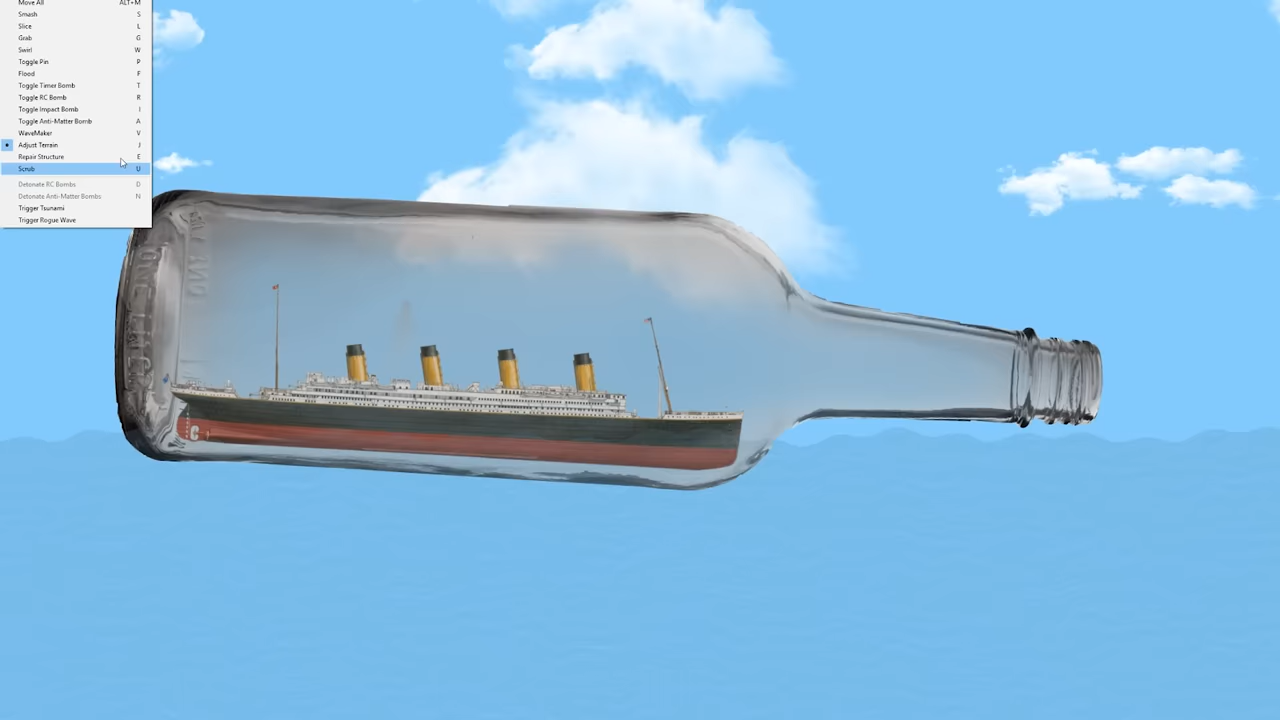 Move All ALT+M
Smash S
Slice L
Grab G
Swirl W
Toggle Pin P
Flood F
Toggle Timer Bomb T
Toggle RC Bomb R
Toggle Impact Bomb I
Toggle Anti-Matter Bomb A
WaveMaker V
Adjust Terrain J
Repair Structure E
Scrub U
Detonate RC Bombs D
Detonate Anti-Matter Bombs N
Trigger Tsunami
Trigger Rogue Wave